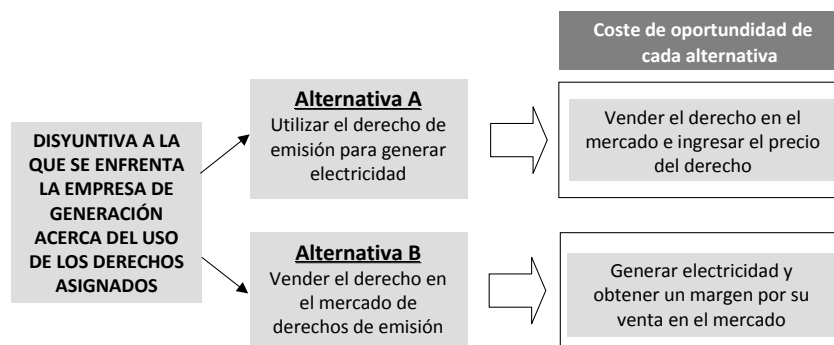 Coste de oportundidad de
cada alternativa
DISYUNTIVA A LA
QUE SE ENFRENTA
LA EMPRESA DE
GENERACIÓN
ACERCA DEL USO
DE LOS DERECHOS
ASIGNADOS
Alternativa A
Utilizar el derecho de
emisión para generar
electricidad
Vender el derecho en el
mercado e ingresar el precio
del derecho
Alternativa B
Vender el derecho en
el mercado de
derechos de emisión
Generar electricidad y
obtener un margen por su
venta en el mercado